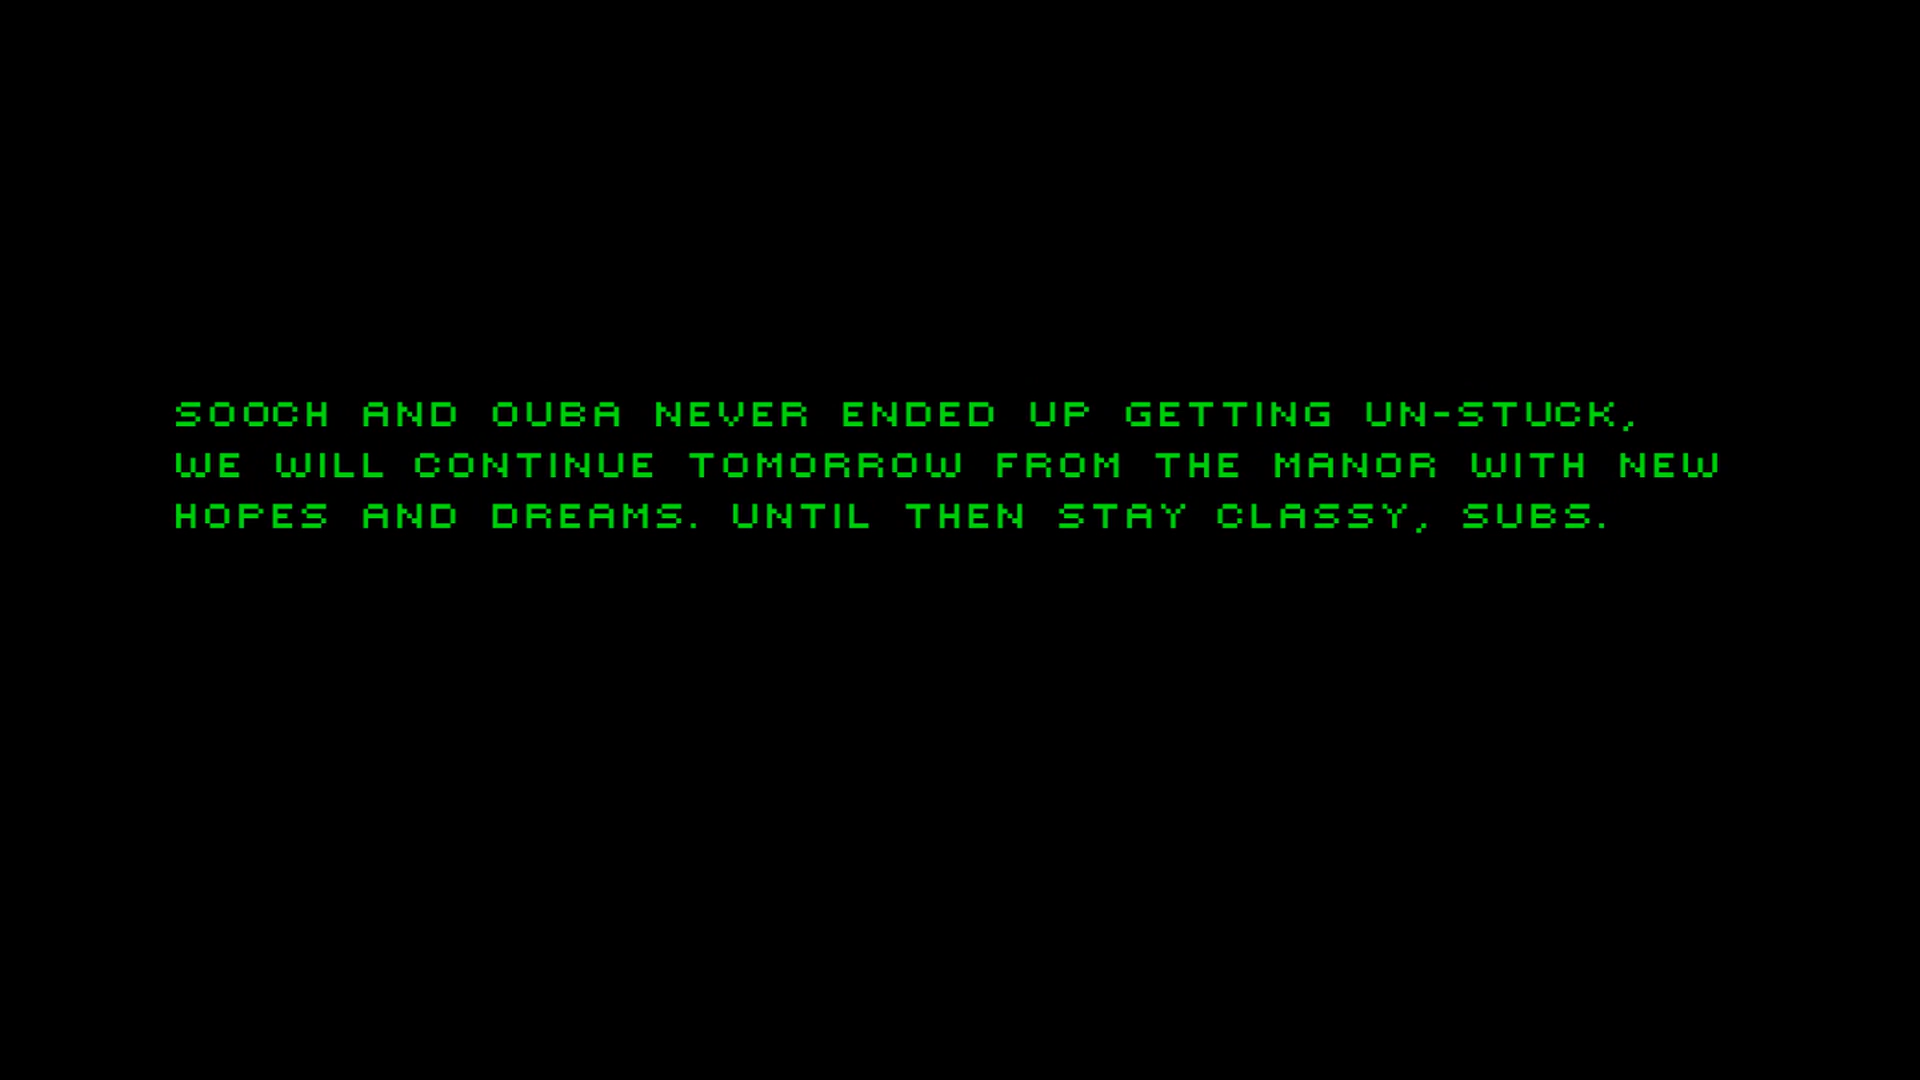 SOOCH AND OUBA NEVER ENDED UP GETTING UN-STUCK,
WE WILL CONTINUE TOMORROW FROM THE MANOR WITH NEW
HOPES AND DREAMS. UNTIL THEN STAY CLASSY, SUBS.